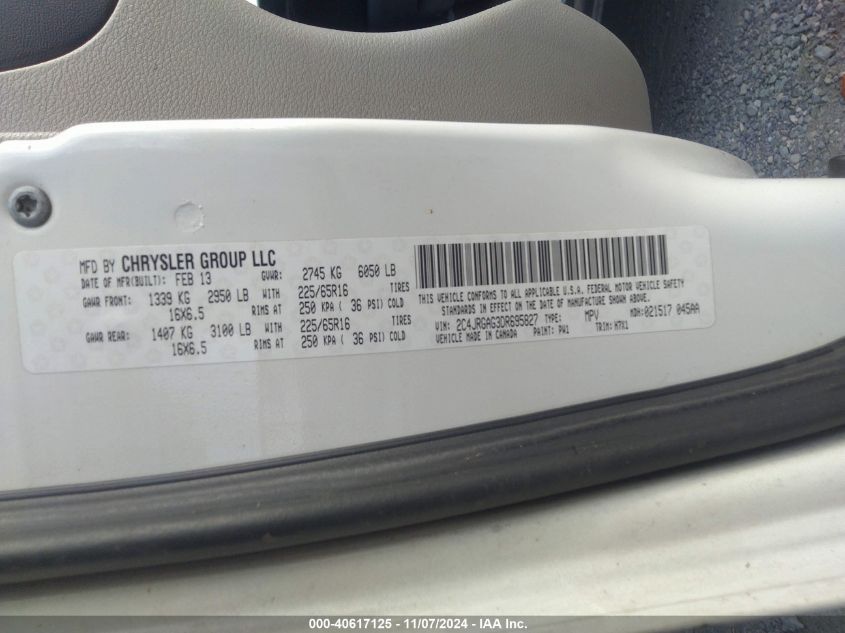 MFD BY CHRYSLER GROUP LLC
DATE OF MFR(BUILT): FEB 13 GVWR: 2745 KG 6050 LB
GAWR FRONT: 1339 KG 2950 LB WITH 225/65R16 TIRES
16X6.5 RIMS AT 250 KPA ( 36 PSI) COLD
GAWR REAR: 1407 KG 3100 LB WITH 225/65R16 TIRES
16X6.5 RIMS AT 250 KPA ( 36 PSI) COLD
THIS VEHICLE CONFORMS TO ALL APPLICABLE U.S.A. FEDERAL MOTOR VEHICLE SAFETY
STANDARDS IN EFFECT ON THE DATE OF MANUFACTURE SHOWN ABOVE.
VIN: 2C4JRGAG3DR695827 TYPE: MPV MDH: 021517 045AA
VEHICLE MADE IN CANADA PAINT: PW1 TRIM: M7X1
000-40617125 - 11/07/2024 - IAA Inc.